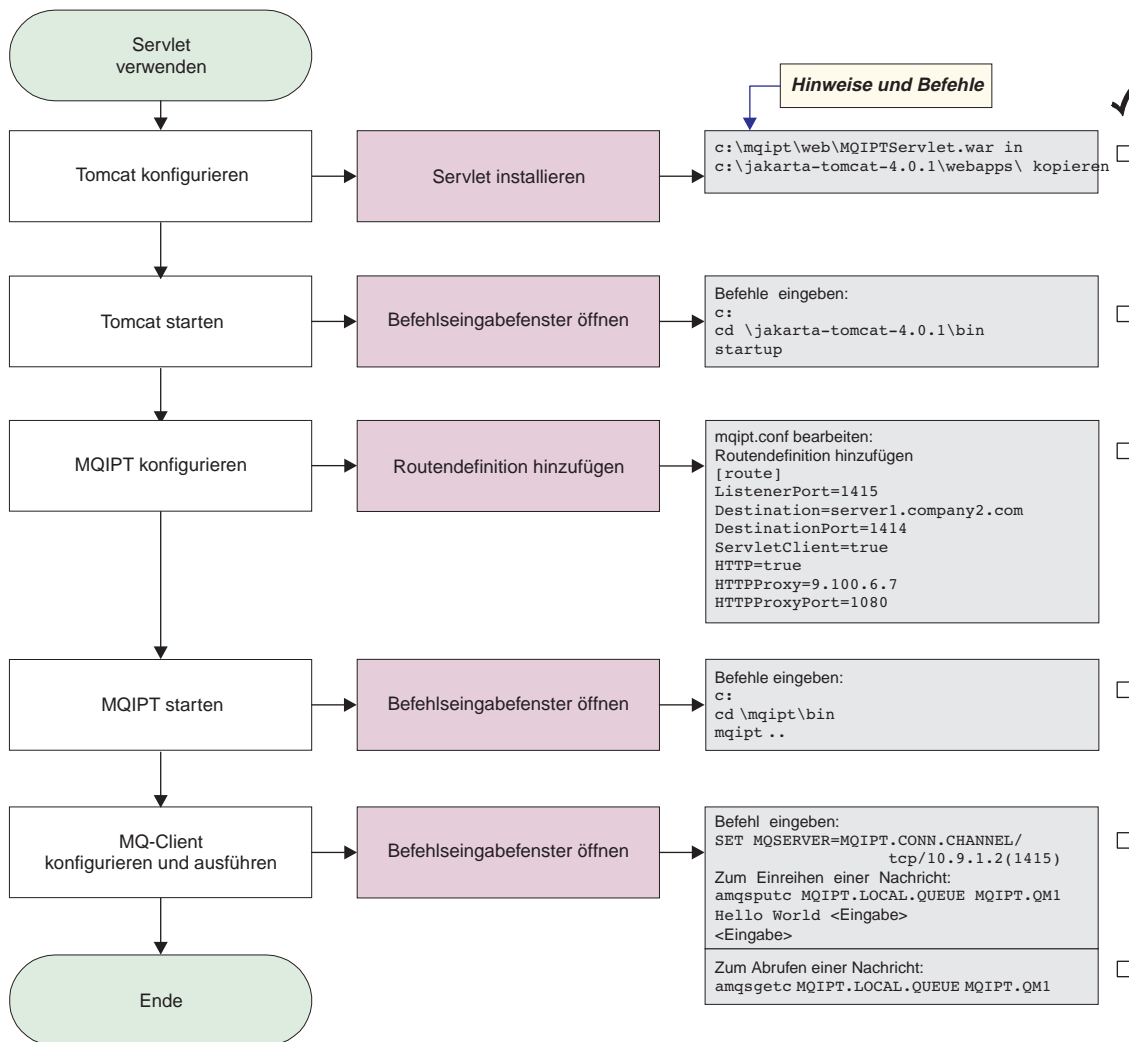 Servlet
verwenden
Hinweise und Befehle
Tomcat konfigurieren
Servlet installieren
c:\mqipt\web\MQIPTServlet.war in
c:\jakarta-tomcat-4.0.1\webapps\ kopieren
Tomcat starten
Befehlseingabefenster öffnen
Befehle eingeben:
c:
cd \jakarta-tomcat-4.0.1\bin
startup
MQIPT konfigurieren
Routendefinition hinzufügen
mqipt.conf bearbeiten:
Routendefinition hinzufügen
[route]
ListenerPort=1415
Destination=server1.company2.com
DestinationPort=1414
ServletClient=true
HTTP=true
HTTPProxy=9.100.6.7
HTTPProxyPort=1080
MQIPT starten
Befehlseingabefenster öffnen
Befehle eingeben:
c:
cd \mqipt\bin
mqipt ..
MQ-Client
konfigurieren und ausführen
Befehlseingabefenster öffnen
Befehl eingeben:
SET MQSERVER=MQIPT.CONN.CHANNEL/
tcp/10.9.1.2(1415)
Zum Einreihen einer Nachricht:
amqsputc MQIPT.LOCAL.QUEUE MQIPT.QM1
Hello World <Eingabe>
<Eingabe>
Zum Abrufen einer Nachricht:
amqsgetc MQIPT.LOCAL.QUEUE MQIPT.QM1
Ende